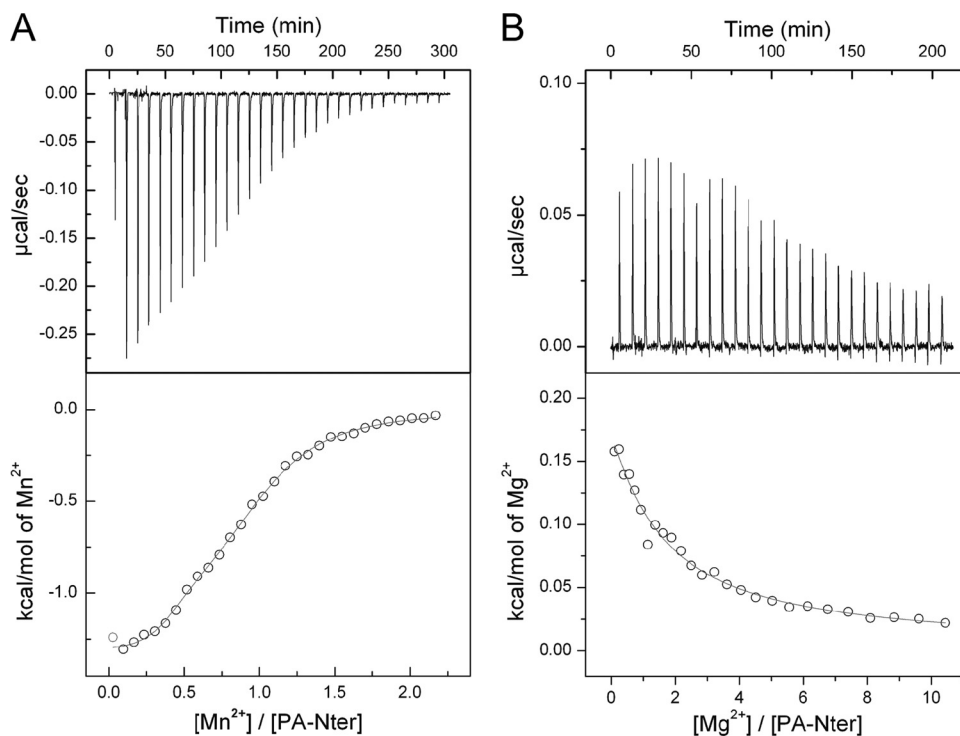 A
Time (min)
0 50 100 150 200 250 300
0.00
-0.05
-0.10
-0.15
-0.20
-0.25
µcal/sec
0.0
-0.5
-1.0
kcal/mol of Mn²⁺
0.0 0.5 1.0 1.5 2.0
[Mn²⁺] / [PA-Nter]
B
Time (min)
0 50 100 150 200
0.10
0.05
0.00
µcal/sec
0.20
0.15
0.10
0.05
0.00
kcal/mol of Mg²⁺
0 2 4 6 8 10
[Mg²⁺] / [PA-Nter]